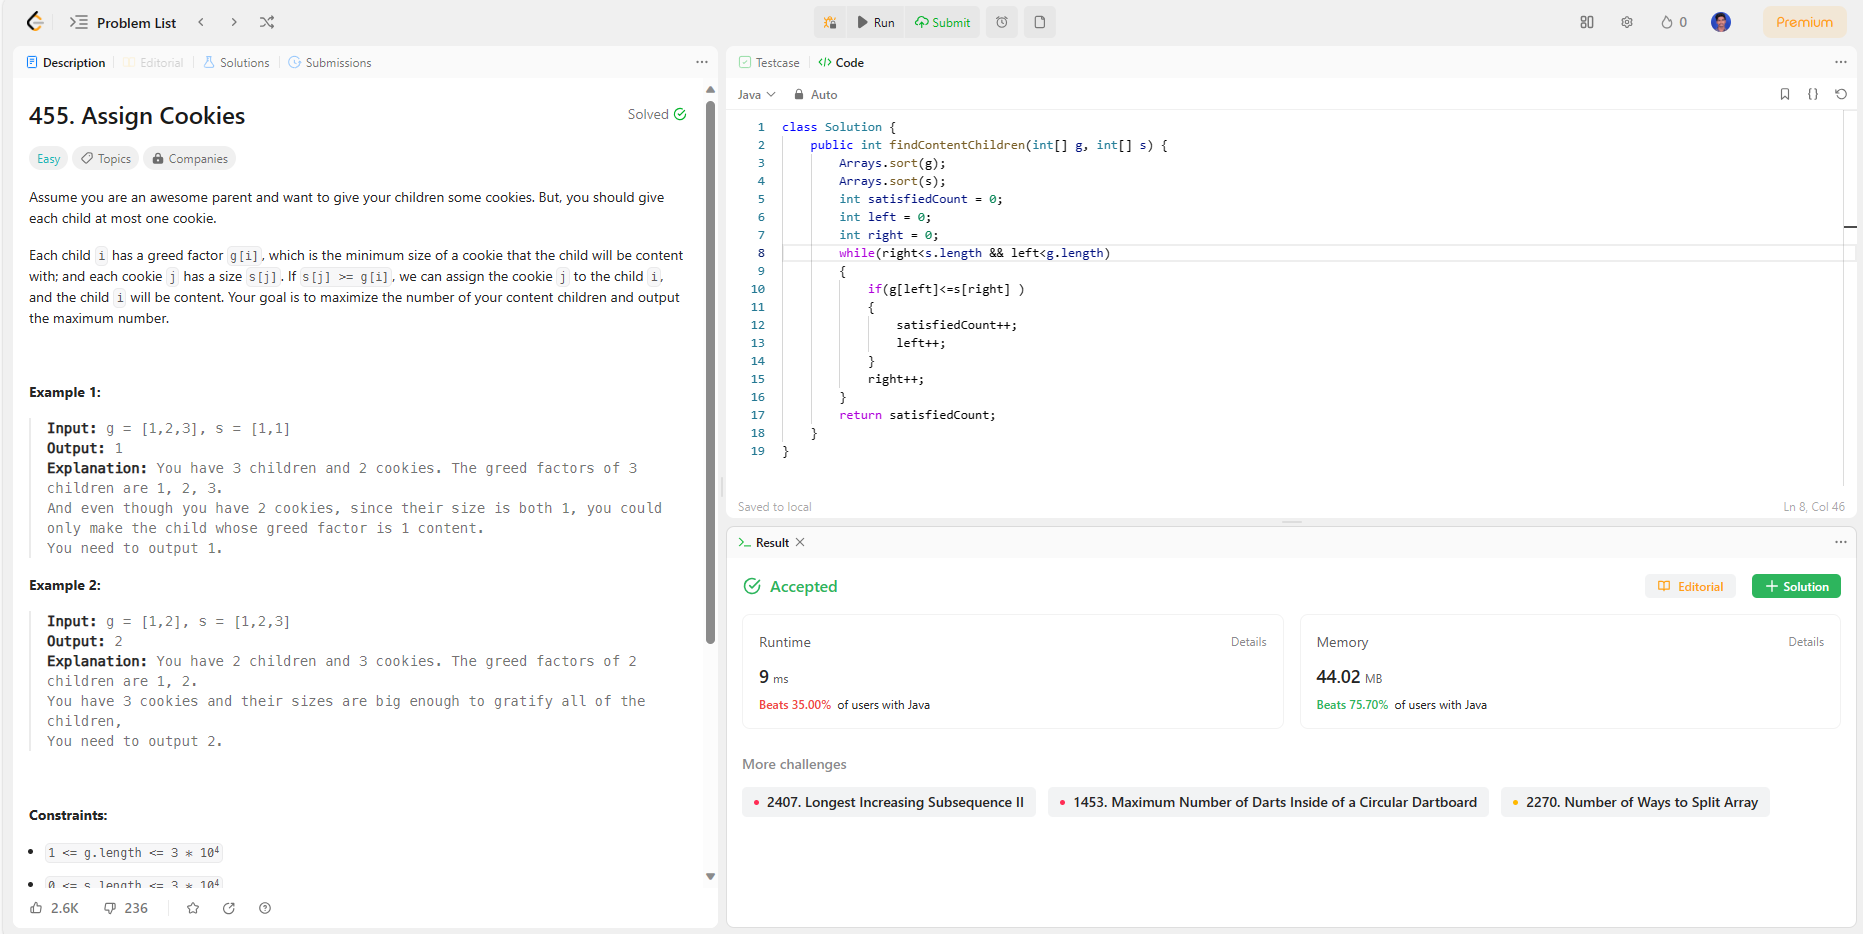 Problem List
Run
Submit
0
Premium
Description
Editorial
Solutions
Submissions
455. Assign Cookies
Solved
Easy
Topics
Companies
Assume you are an awesome parent and want to give your children some cookies. But, you should give
each child at most one cookie.
Each child i has a greed factor g[i], which is the minimum size of a cookie that the child will be content
with; and each cookie j has a size s[j]. If s[j] >= g[i], we can assign the cookie j to the child i,
and the child i will be content. Your goal is to maximize the number of your content children and output
the maximum number.
Example 1:
Input: g = [1,2,3], s = [1,1]
Output: 1
Explanation: You have 3 children and 2 cookies. The greed factors of 3
children are 1, 2, 3.
And even though you have 2 cookies, since their size is both 1, you could
only make the child whose greed factor is 1 content.
You need to output 1.
Example 2:
Input: g = [1,2], s = [1,2,3]
Output: 2
Explanation: You have 2 children and 3 cookies. The greed factors of 2
children are 1, 2.
You have 3 cookies and their sizes are big enough to gratify all of the
children,
You need to output 2.
Constraints:
• 1 <= g.length <= 3 * 10⁴
• 0 <= s.length <= 3 * 10⁴
2.6K
236
Testcase
Code
Java
Auto
1 class Solution {
2 public int findContentChildren(int[] g, int[] s) {
3 Arrays.sort(g);
4 Arrays.sort(s);
5 int satisfiedCount = 0;
6 int left = 0;
7 int right = 0;
8 while(right<s.length && left<g.length)
9 {
10 if(g[left]<=s[right] )
11 {
12 satisfiedCount++;
13 left++;
14 }
15 right++;
16 }
17 return satisfiedCount;
18 }
19 }
Saved to local
Ln 8, Col 46
Result
Accepted
Editorial
Solution
Runtime
Details
9 ms
Beats 35.00% of users with Java
Memory
Details
44.02 MB
Beats 75.70% of users with Java
More challenges
2407. Longest Increasing Subsequence II
1453. Maximum Number of Darts Inside of a Circular Dartboard
2270. Number of Ways to Split Array